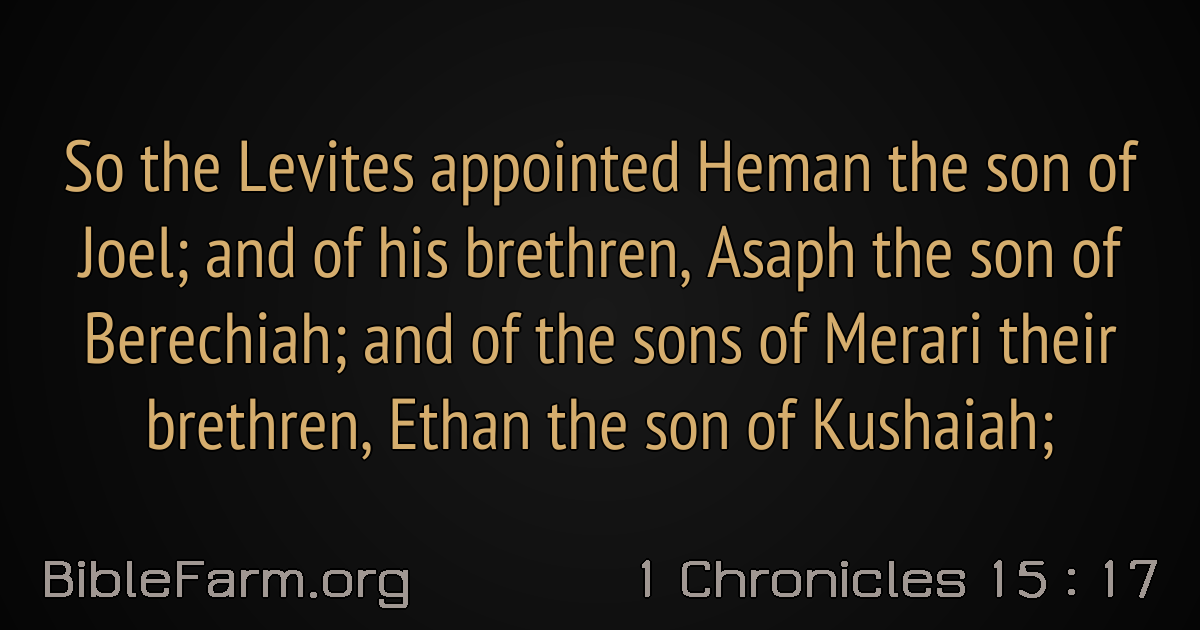 So the Levites appointed Heman the son of
Joel; and of his brethren, Asaph the son of
Berechiah; and of the sons of Merari their
brethren, Ethan the son of Kushaiah;
BibleFarm.org
1 Chronicles 15 : 17